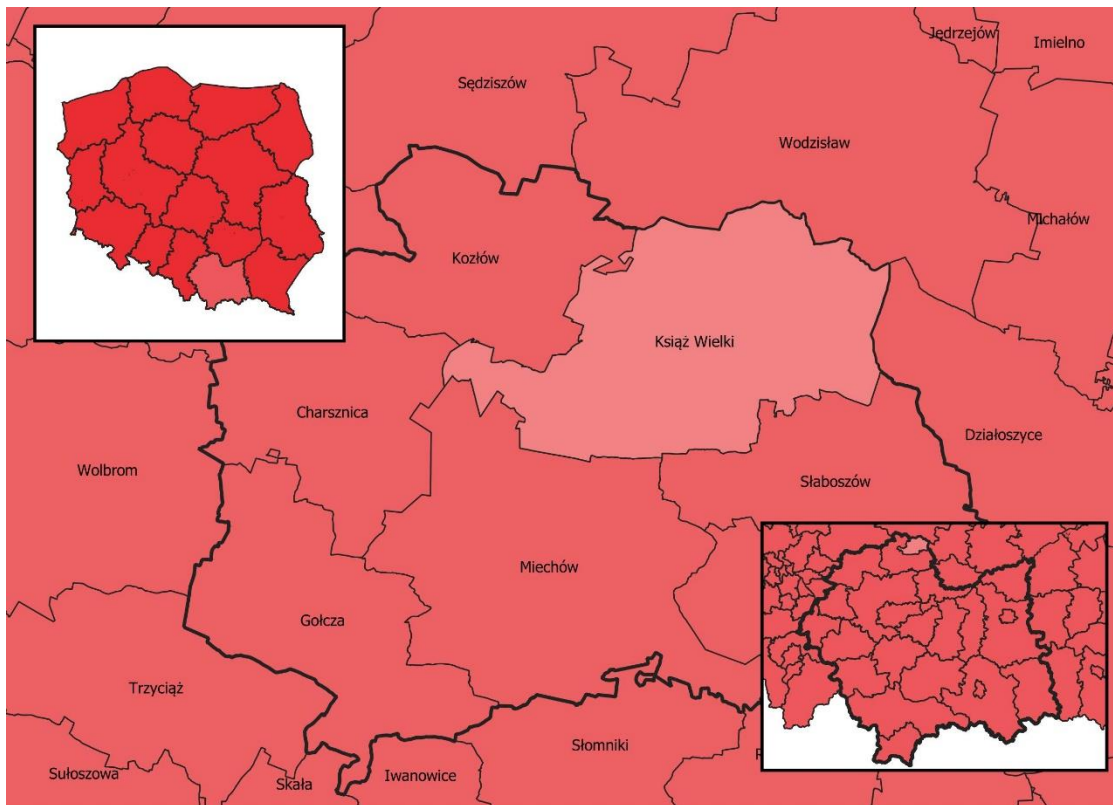 Jędrzejów
Imielno
Sędziszów
Wodzisław
Michałów
Kozłów
Książ Wielki
Charsznica
Działoszyce
Wolbrom
Słaboszów
Miechów
Gołcza
Trzyciąż
Słomniki
Sułoszowa
Skała
Iwanowice